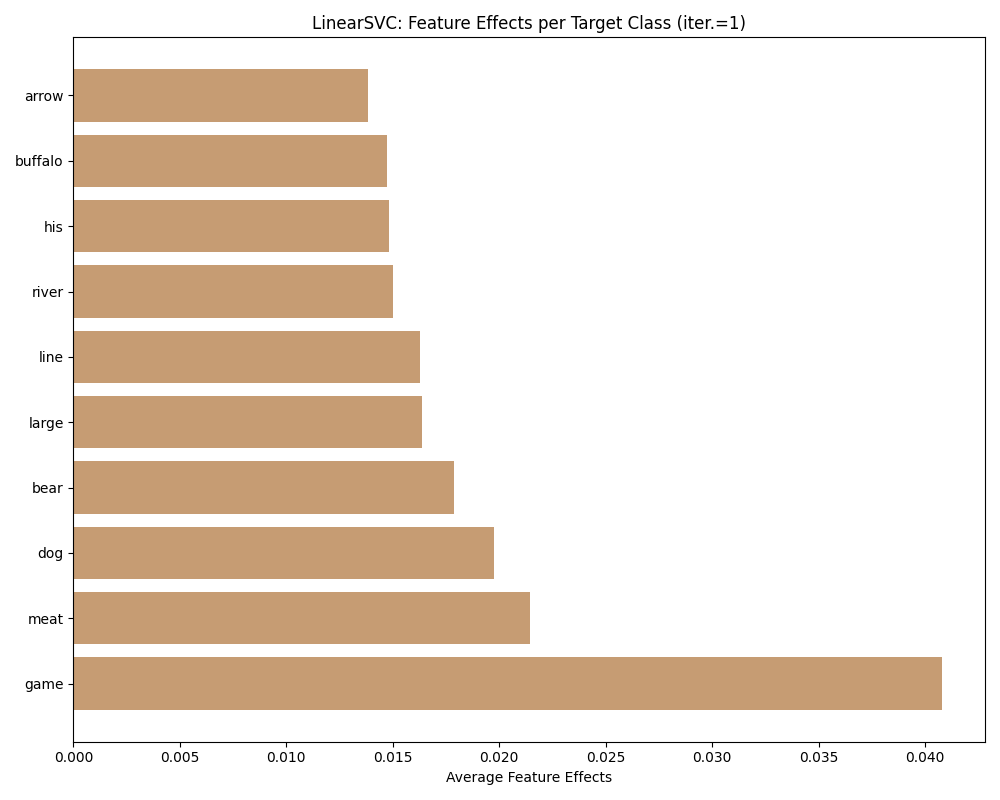 LinearSVC: Feature Effects per Target Class (iter.=1)
arrow
buffalo
his
river
line
large
bear
dog
meat
game
0.000 0.005 0.010 0.015 0.020 0.025 0.030 0.035 0.040
Average Feature Effects